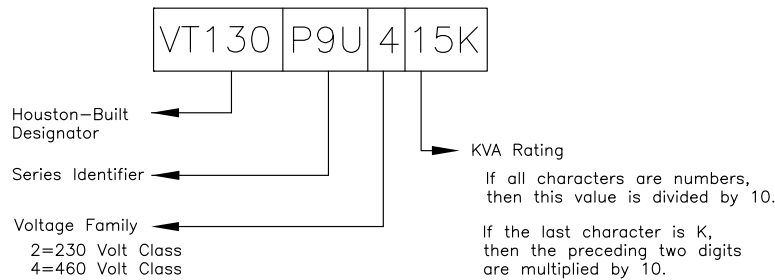 VT130 P9U 4 15K
Houston-Built
Designator
Series Identifier
Voltage Family
2=230 Volt Class
4=460 Volt Class
KVA Rating
If all characters are numbers,
then this value is divided by 10.
If the last character is K,
then the preceding two digits
are multiplied by 10.